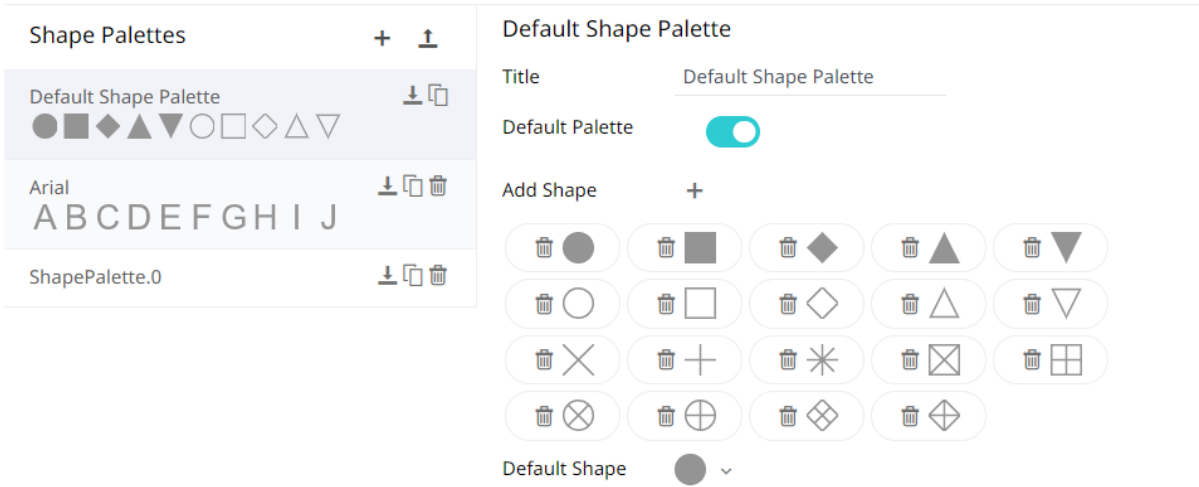 Shape Palettes
Default Shape Palette
Arial
A B C D E F G H I J
ShapePalette.0
Default Shape Palette
Title Default Shape Palette
Default Palette
Add Shape
Default Shape